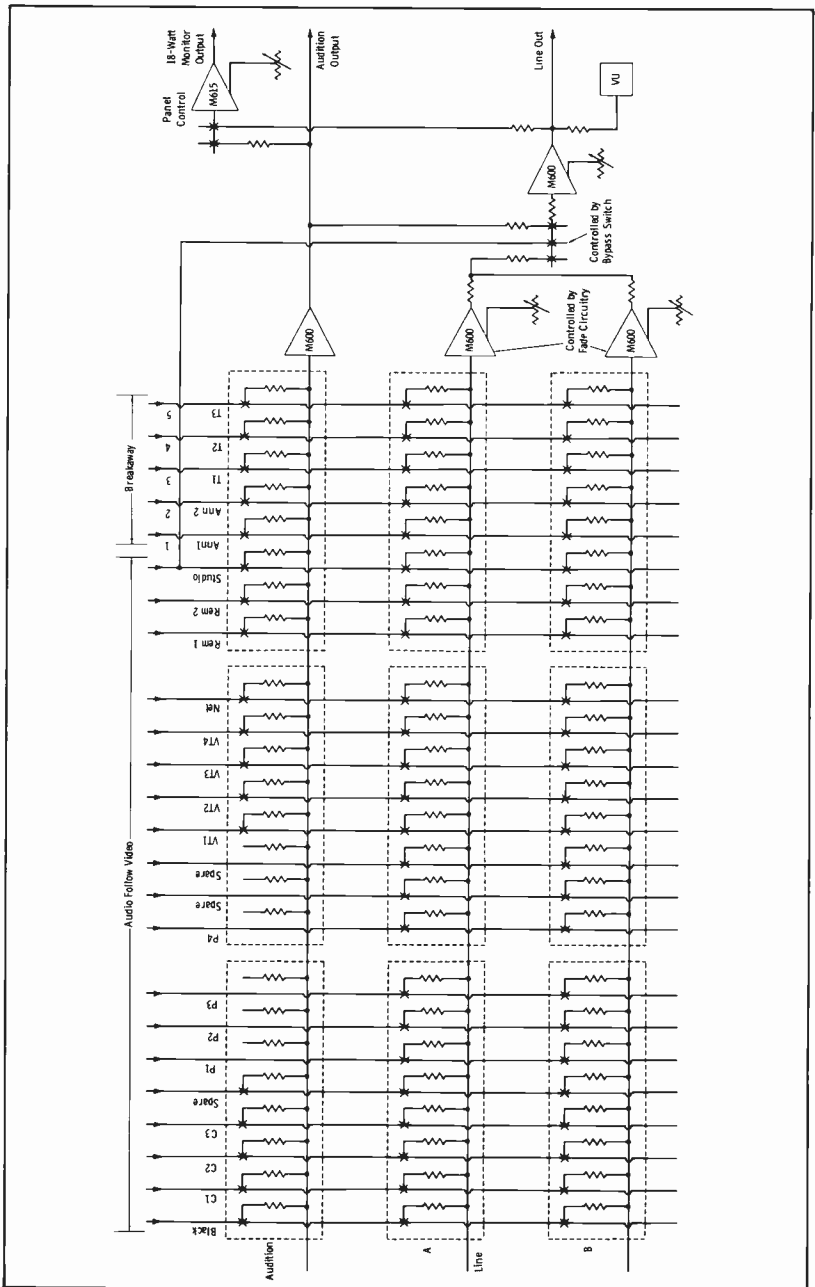 18-Watt
Monitor
Output
Audition Output
Line Out
Panel
Control
M615
VU
M600
Controlled by
Bypass Switch
M600
M600
Controlled by
Fade Circuitry
M600
Breakaway
5
4
3
2
1
T3
T2
T1
Ann 2
Ann1
Studio
Rem 2
Rem 1
Audio Follow Video
Net
VT4
VT3
VT2
VT1
Spare
Spare
P4
P3
P2
P1
Spare
C3
C2
C1
Black
Audition
A
Line
B